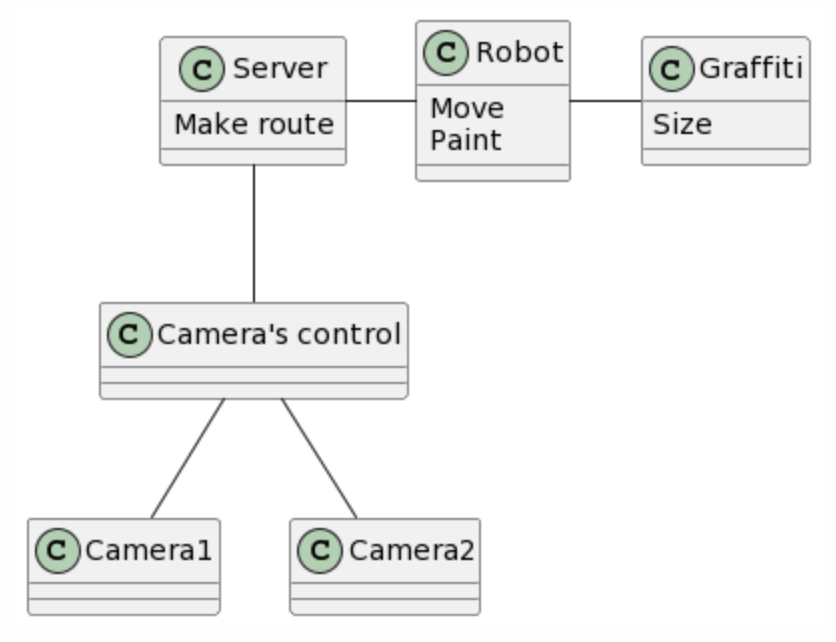 C Server
Make route
C Robot
Move
Paint
C Graffiti
Size
C Camera's control
C Camera1
C Camera2